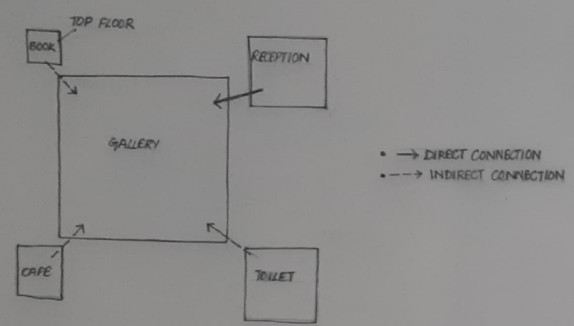 TOP FLOOR
BOOK
RECEPTION
GALLERY
DIRECT CONNECTION
INDIRECT CONNECTION
CAFE
TOILET